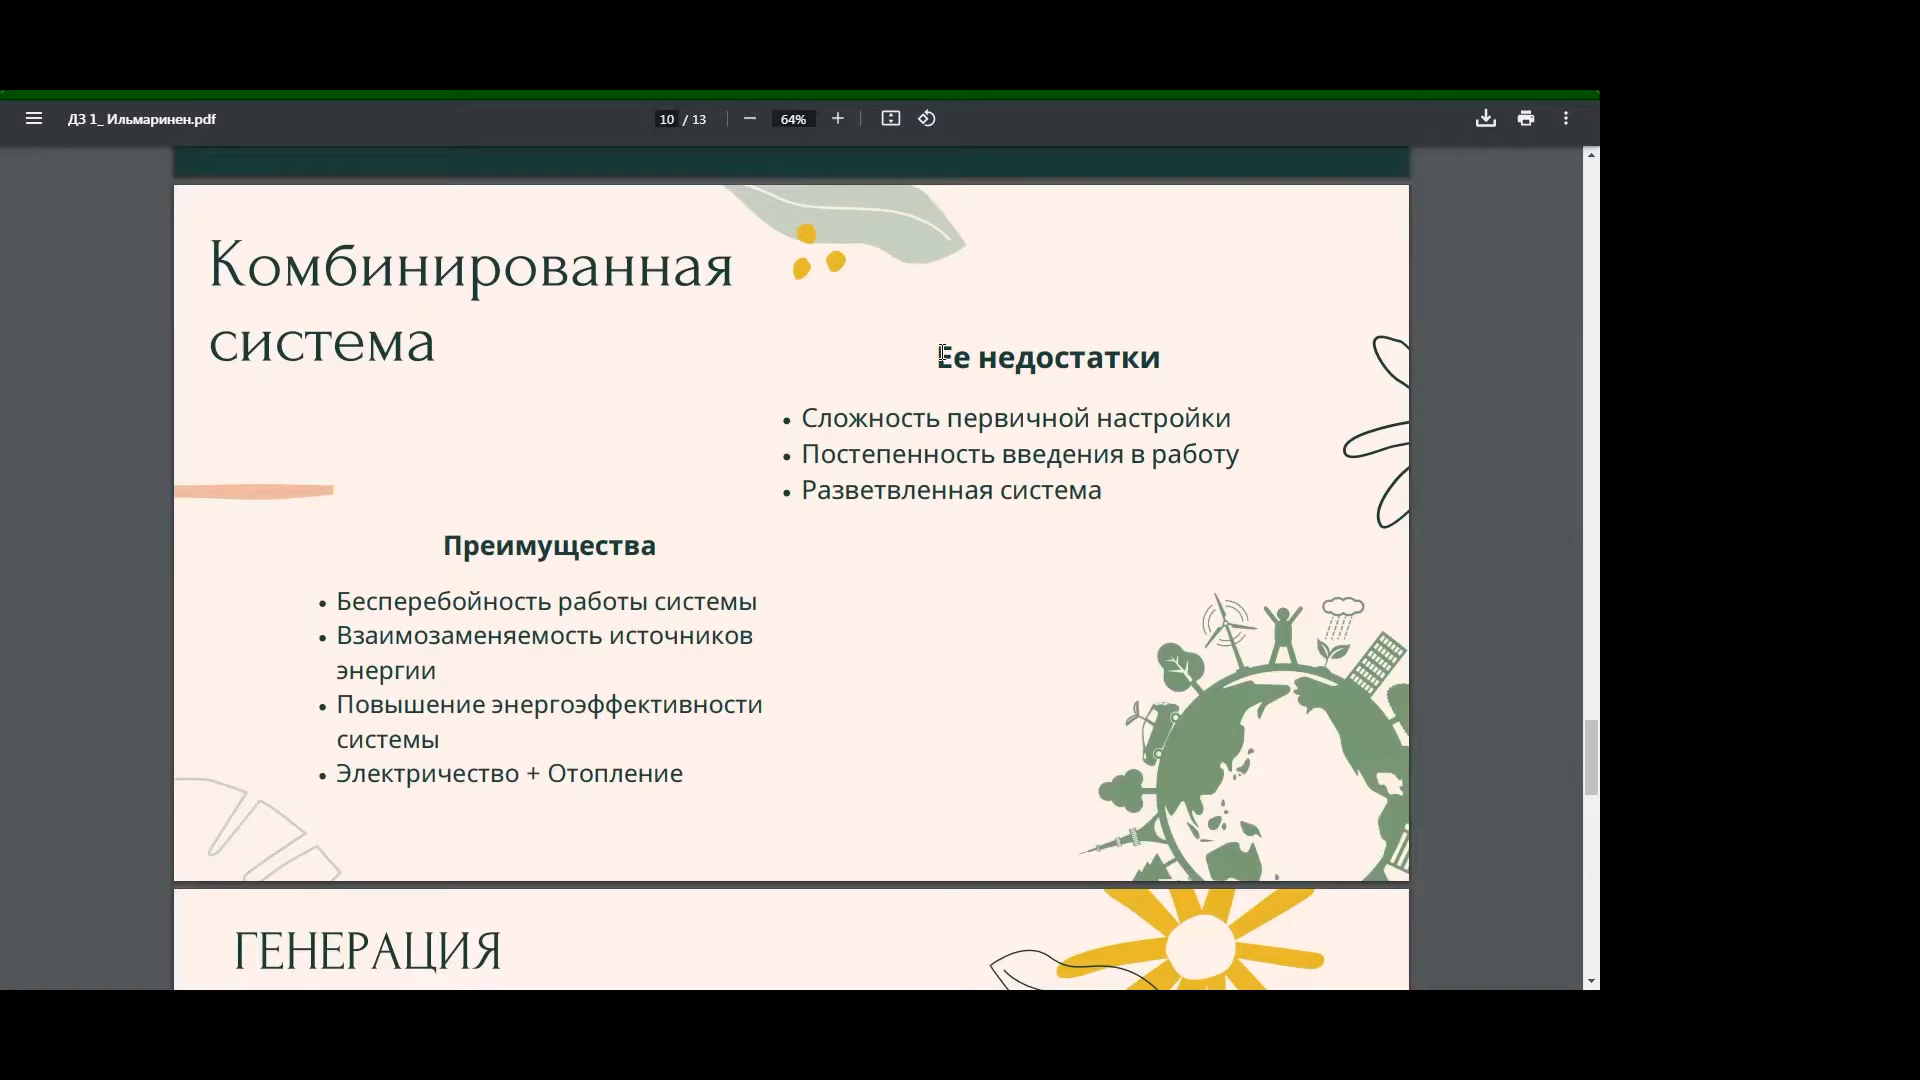 ДЗ 1_ Ильмаринен.pdf
10 / 13
64%
Комбинированная
система
Ее недостатки
• Сложность первичной настройки
• Постепенность введения в работу
• Разветвленная система
Преимущества
• Бесперебойность работы системы
• Взаимозаменяемость источников
энергии
• Повышение энергоэффективности
системы
• Электричество + Отопление
ГЕНЕРАЦИЯ